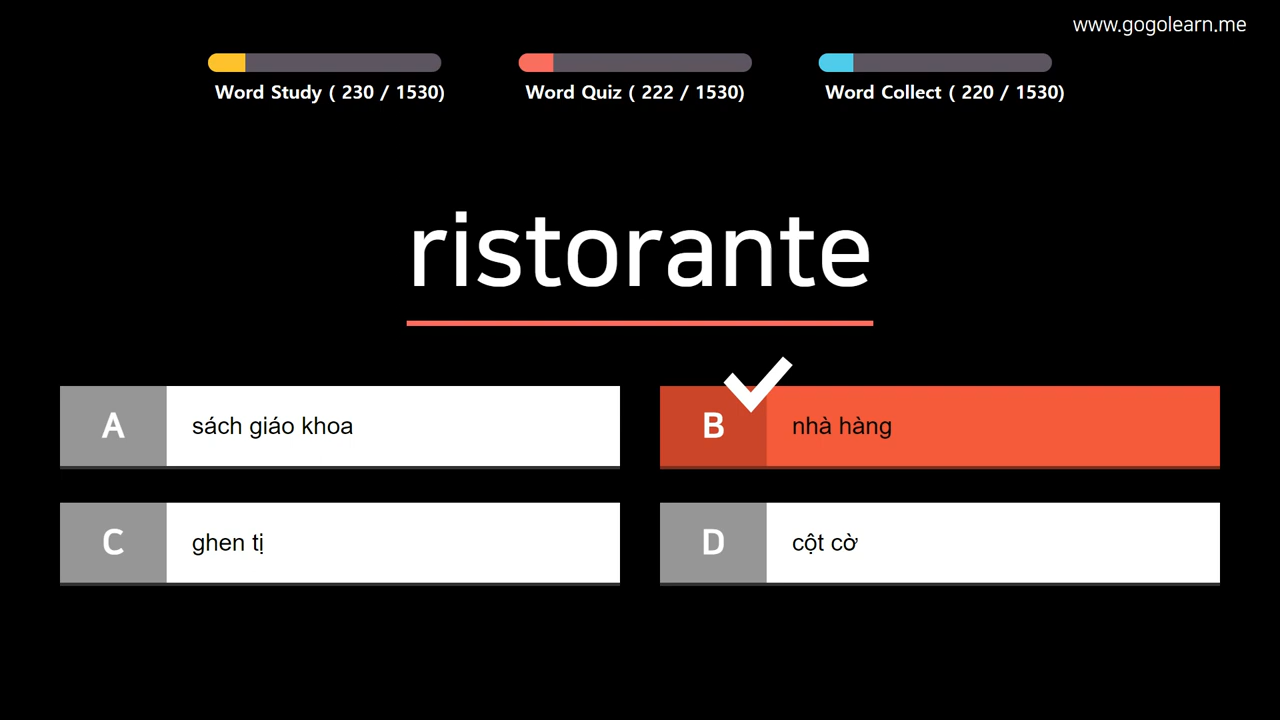 www.gogolearn.me
Word Study ( 230 / 1530)
Word Quiz ( 222 / 1530)
Word Collect ( 220 / 1530)
ristorante
A
sách giáo khoa
B
nhà hàng
C
ghen tị
D
cột cờ